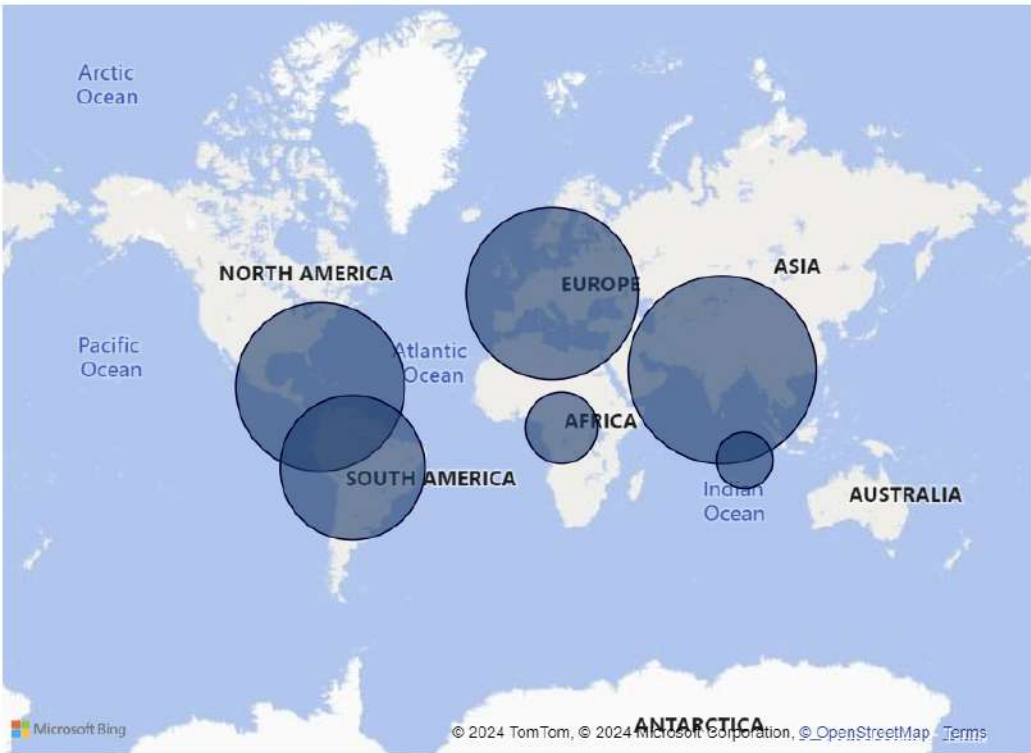 Arctic
Ocean
NORTH AMERICA
ASIA
EUROPE
Pacific
Ocean
Atlantic
Ocean
AFRICA
SOUTH AMERICA
Indian
Ocean
AUSTRALIA
ANTARCTICA
Microsoft Bing
© 2024 TomTom, © 2024 Microsoft Corporation, © OpenStreetMap Terms